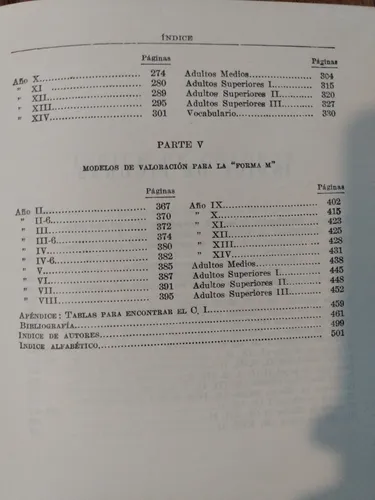 ÍNDICE
Páginas
Año X 274
" XI 280
" XII 289
" XIII 295
" XIV 301
Páginas
Adultos Medios 304
Adultos Superiores I 315
Adultos Superiores II 320
Adultos Superiores III 327
Vocabulario 330
PARTE V
MODELOS DE VALORACIÓN PARA LA "FORMA M"
Páginas
Año II 367
" II-6 370
" III 372
" III-6 374
" IV 380
" IV-6 382
" V 385
" VI 387
" VII 391
" VIII 395
Páginas
Año IX 402
" X 415
" XI 423
" XII 425
" XIII 428
" XIV 431
Adultos Medios 438
Adultos Superiores I 445
Adultos Superiores II 448
Adultos Superiores III 452
APÉNDICE: TABLAS PARA ENCONTRAR EL C. I. 459
BIBLIOGRAFÍA 461
INDICE DE AUTORES 499
INDICE ALFABÉTICO 501